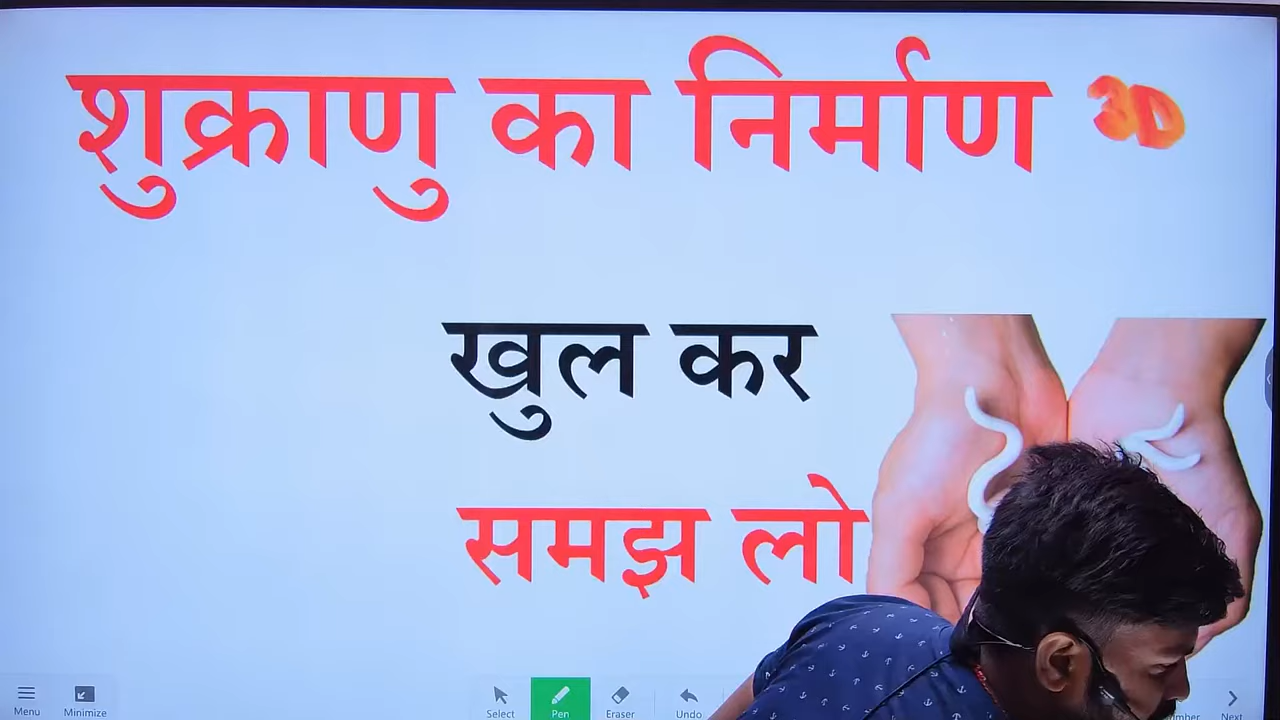 शुक्राणु का निर्माण 3D
खुल कर
समझ लो
Menu
Minimize
Select
Pen
Eraser
Undo
Next